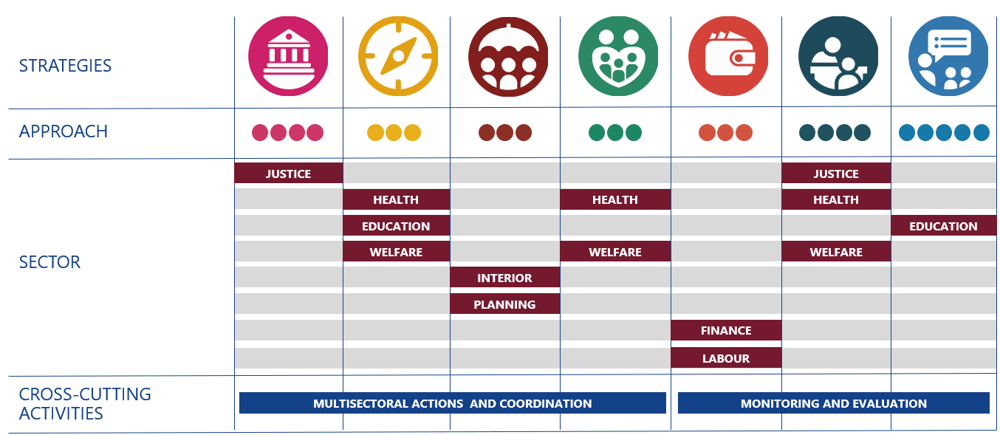 STRATEGIES
APPROACH
SECTOR
JUSTICE JUSTICE
HEALTH HEALTH HEALTH
EDUCATION EDUCATION
WELFARE WELFARE WELFARE
INTERIOR
PLANNING
FINANCE
LABOUR
CROSS-CUTTING
ACTIVITIES
MULTISECTORAL ACTIONS AND COORDINATION MONITORING AND EVALUATION